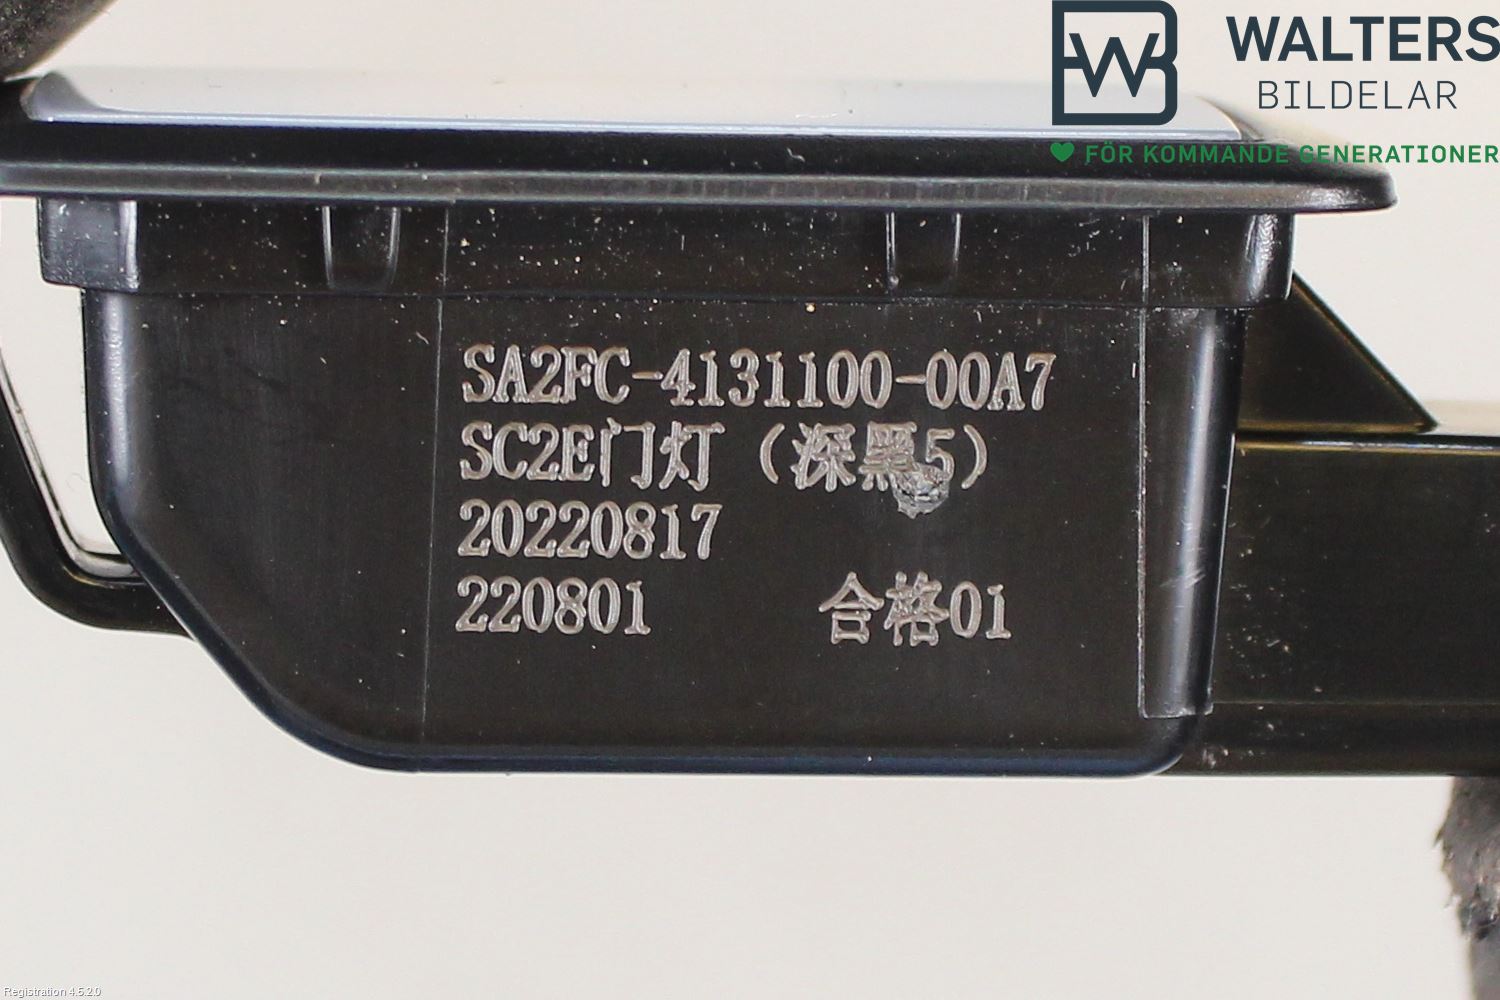 WALTERS
BILDELAR
FÖR KOMMANDE GENERATIONER
SA2FC-4131100-00A7
SC2E门灯（深黑5）
20220817
220801 合格01
Registration 4.5.2.0